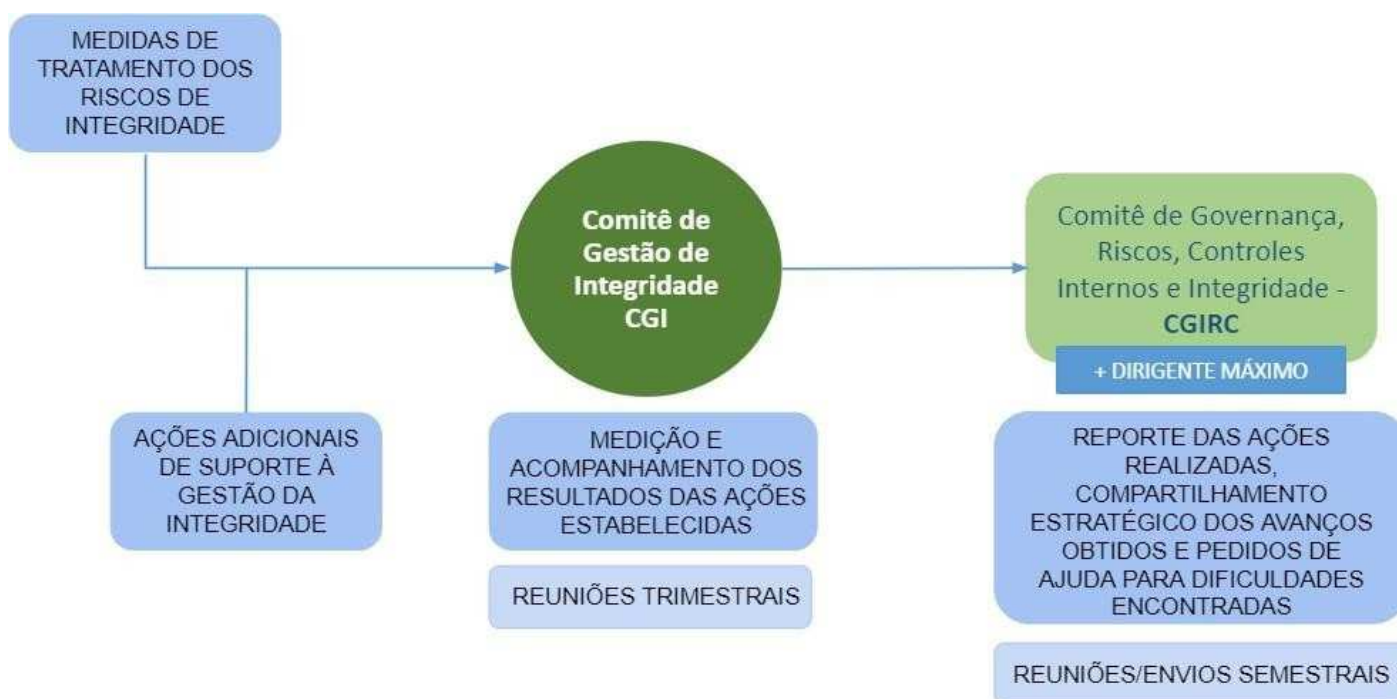 MEDIDAS DE
TRATAMENTO DOS
RISCOS DE
INTEGRIDADE
AÇÕES ADICIONAIS
DE SUPORTE À
GESTÃO DA
INTEGRIDADE
Comitê de
Gestão de
Integridade
CGI
MEDIÇÃO E
ACOMPANHAMENTO DOS
RESULTADOS DAS AÇÕES
ESTABELECIDAS
REUNIÕES TRIMESTRAIS
Comitê de Governança,
Riscos, Controles
Internos e Integridade -
CGIRC
+ DIRIGENTE MÁXIMO
REPORTE DAS AÇÕES
REALIZADAS,
COMPARTILHAMENTO
ESTRATÉGICO DOS AVANÇOS
OBTIDOS E PEDIDOS DE
AJUDA PARA DIFICULDADES
ENCONTRADAS
REUNIÕES/ENVIOS SEMESTRAIS